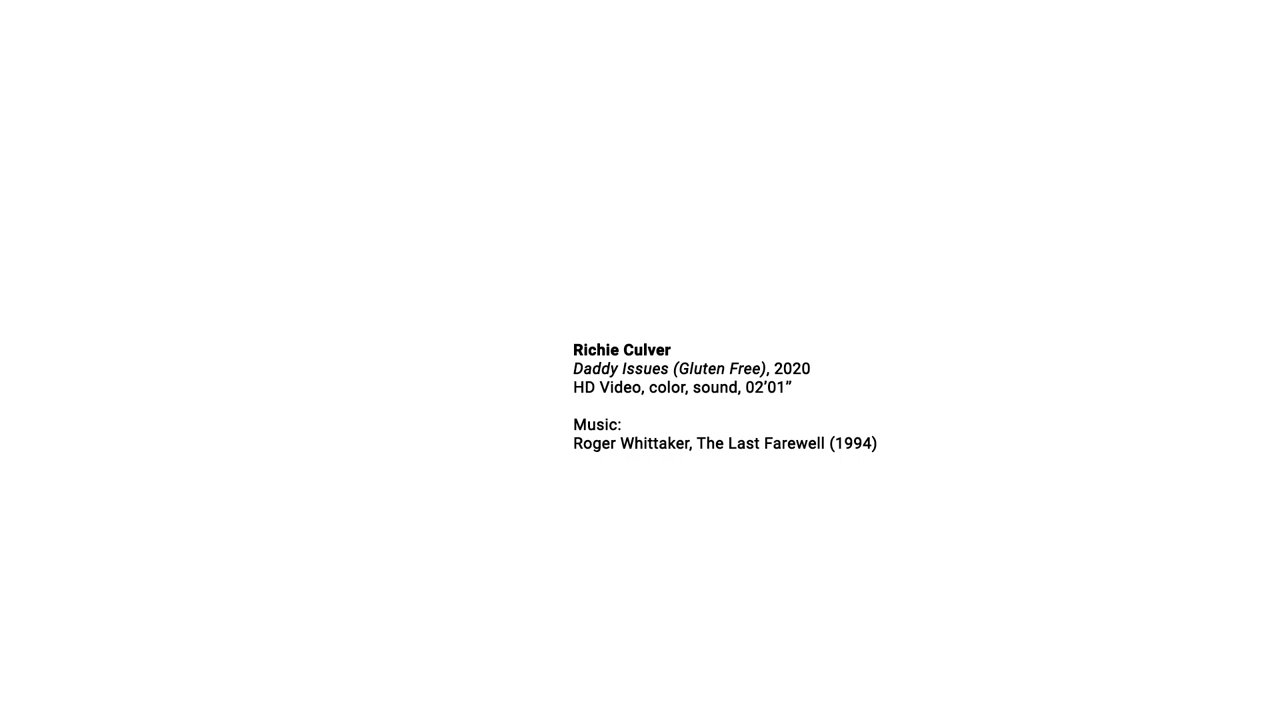 Richie Culver
Daddy Issues (Gluten Free), 2020
HD Video, color, sound, 02’01”
Music:
Roger Whittaker, The Last Farewell (1994)